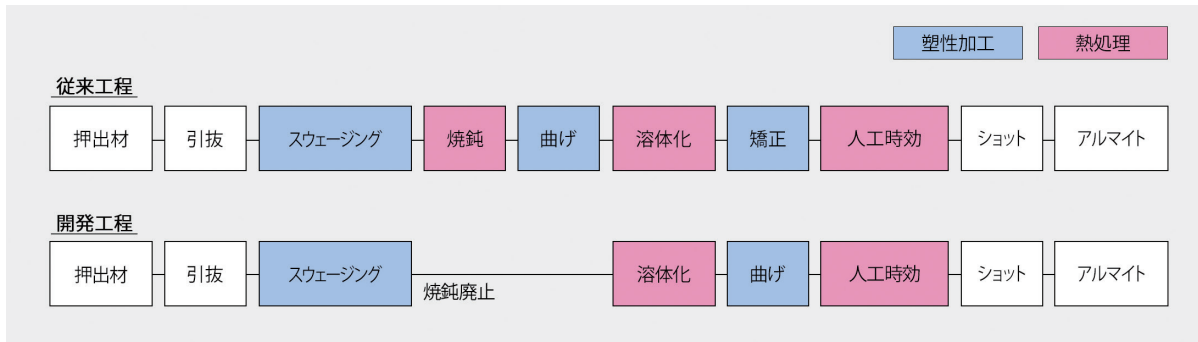 塑性加工 熱処理
従来工程
押出材 引抜 スウェージング 焼鈍 曲げ 溶体化 矯正 人工時効 ショット アルマイト
開発工程
押出材 引抜 スウェージング 焼鈍廃止 溶体化 曲げ 人工時効 ショット アルマイト